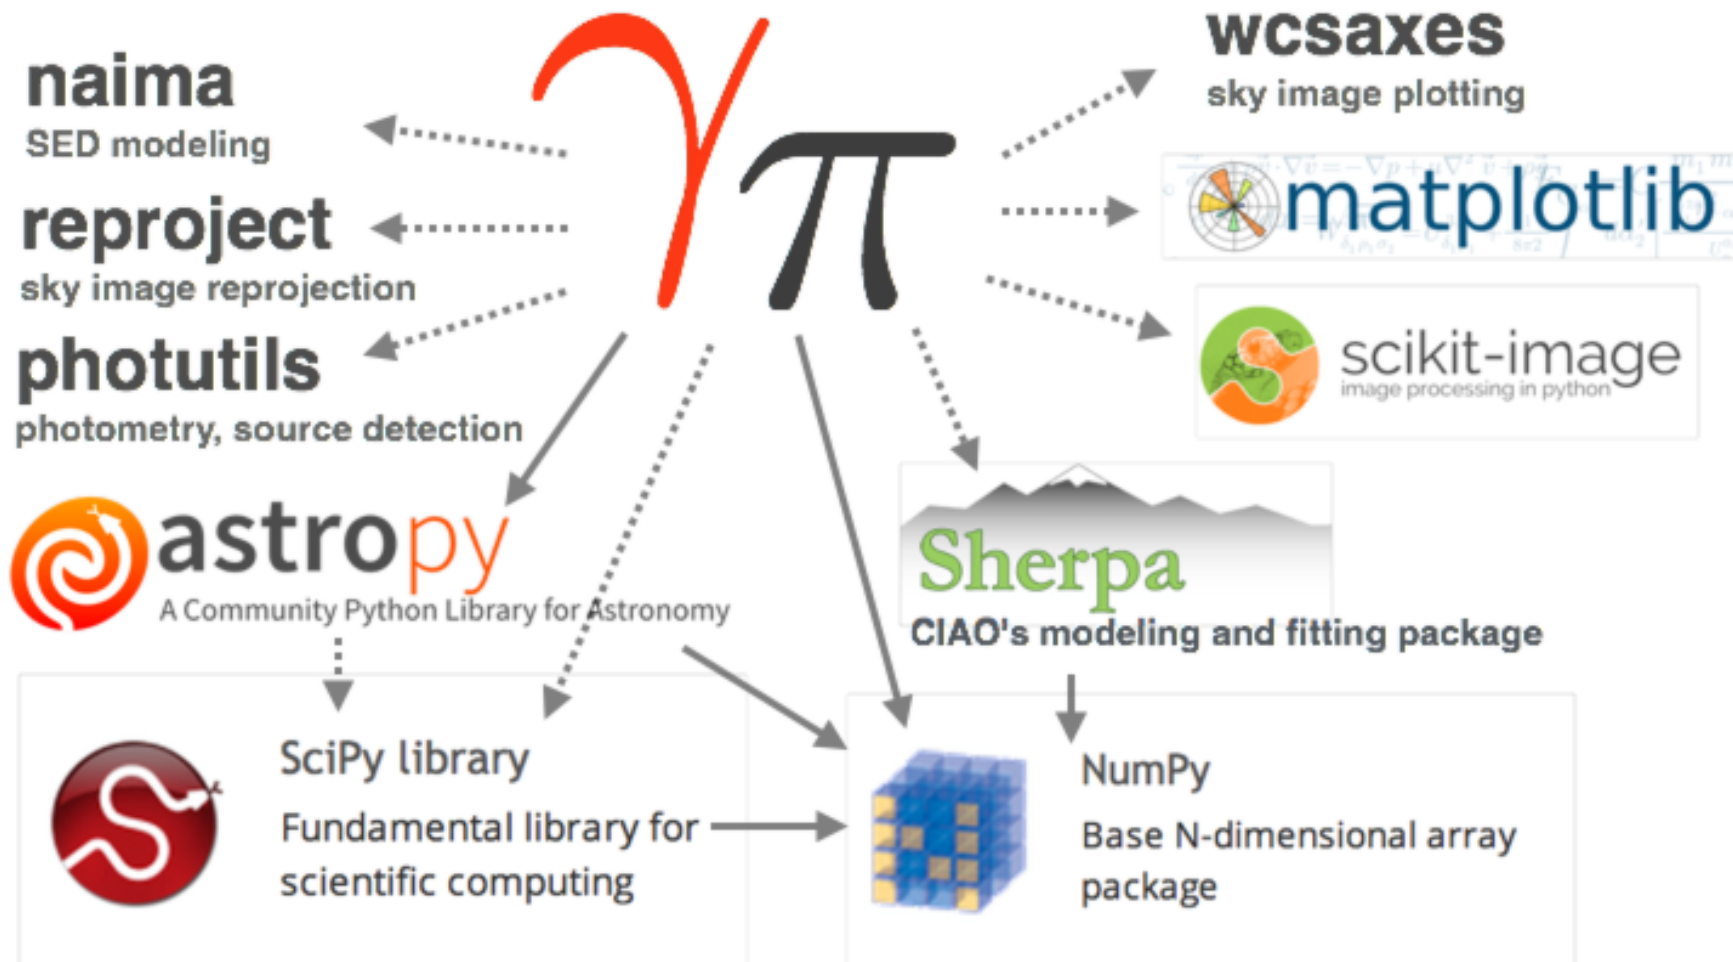 γπ
naima
SED modeling
reproject
sky image reprojection
photutils
photometry, source detection
wcsaxes
sky image plotting
matplotlib
scikit-image
image processing in python
astropy
A Community Python Library for Astronomy
Sherpa
CIAO's modeling and fitting package
SciPy library
Fundamental library for
scientific computing
NumPy
Base N-dimensional array
package